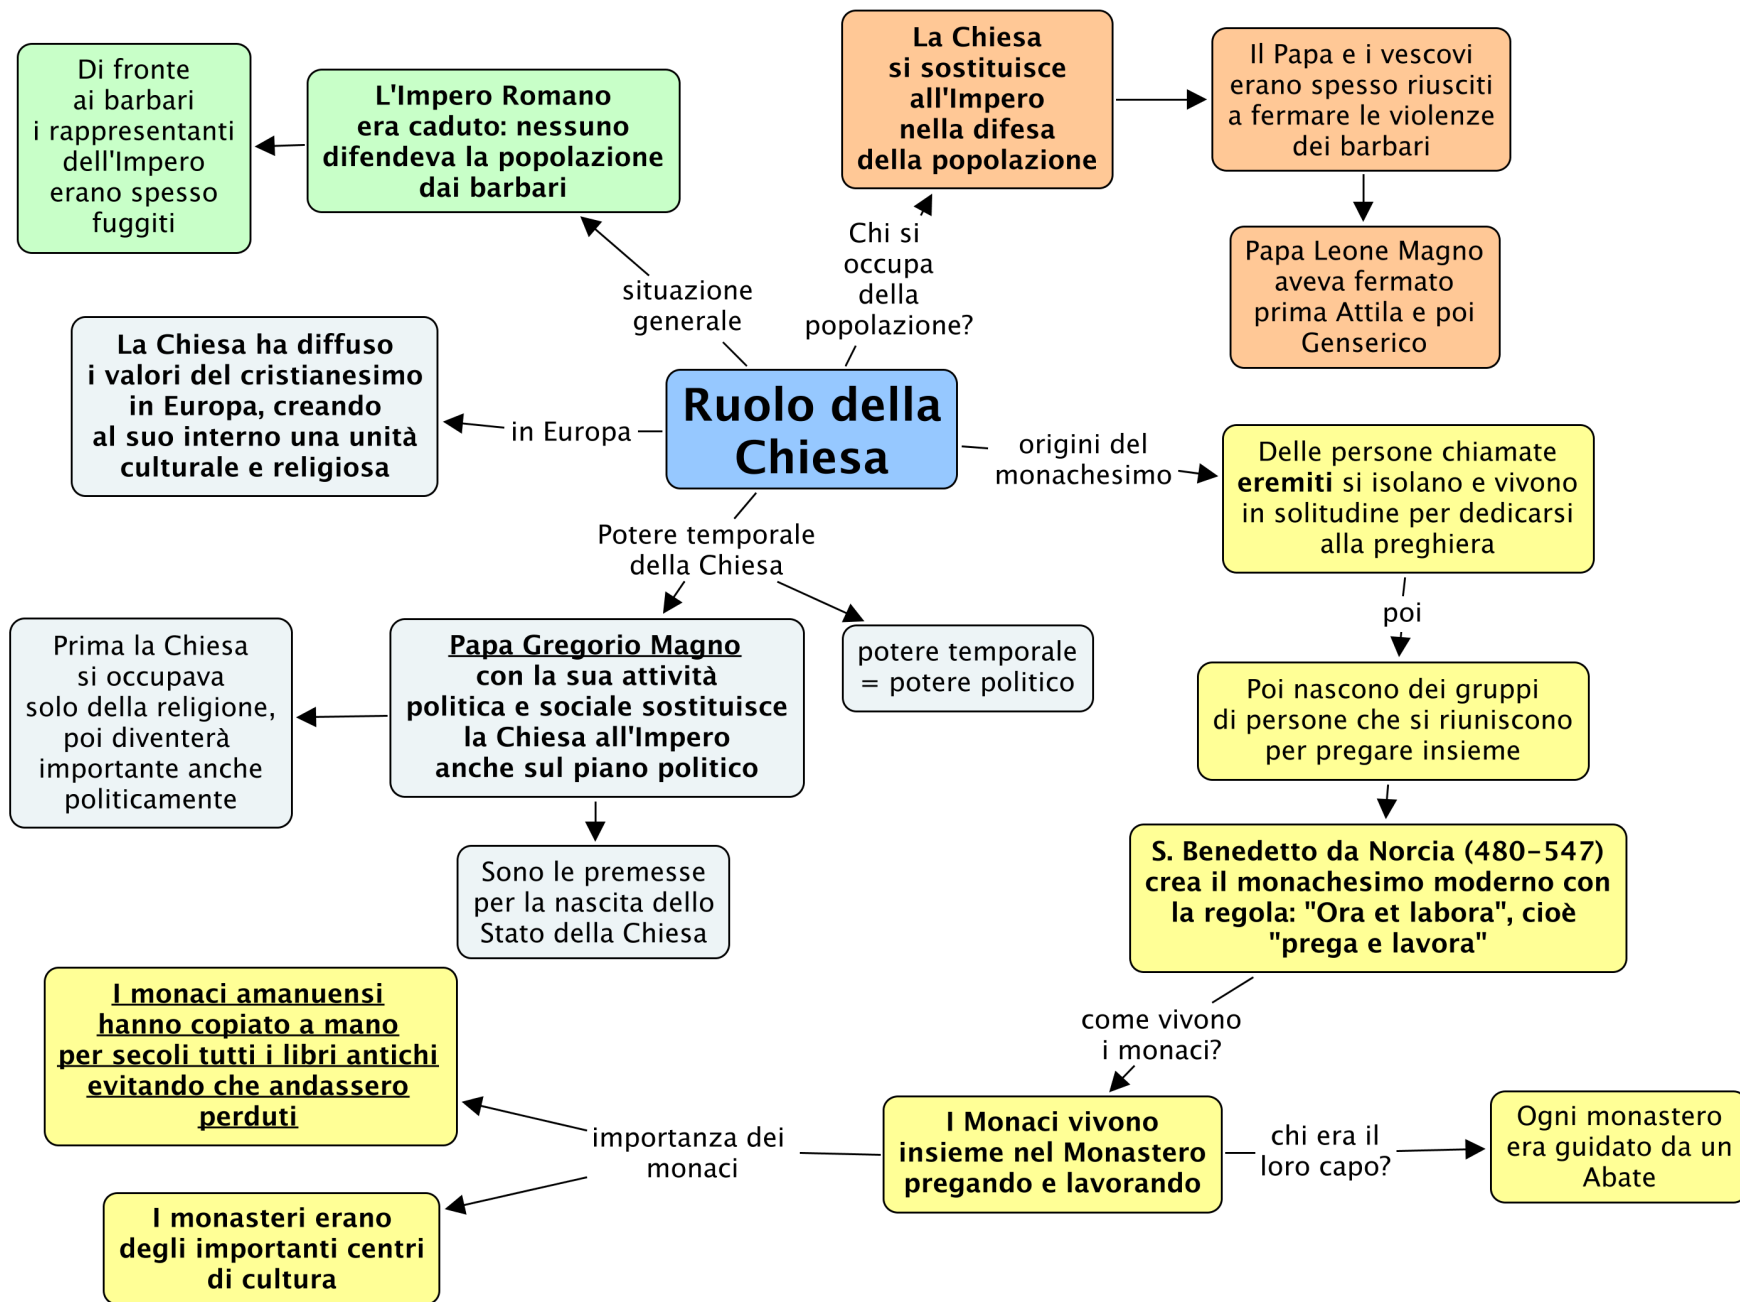 Di fronte
ai barbari
i rappresentanti
dell'Impero
erano spesso
fuggiti
L'Impero Romano
era caduto: nessuno
difendeva la popolazione
dai barbari
La Chiesa
si sostituisce
all'Impero
nella difesa
della popolazione
Il Papa e i vescovi
erano spesso riusciti
a fermare le violenze
dei barbari
Papa Leone Magno
aveva fermato
prima Attila e poi
Genserico
situazione
generale
Chi si
occupa
della
popolazione?
La Chiesa ha diffuso
i valori del cristianesimo
in Europa, creando
al suo interno una unità
culturale e religiosa
in Europa
Ruolo della
Chiesa
origini del
monachesimo
Delle persone chiamate
eremiti si isolano e vivono
in solitudine per dedicarsi
alla preghiera
Potere temporale
della Chiesa
poi
Prima la Chiesa
si occupava
solo della religione,
poi diventerà
importante anche
politicamente
Papa Gregorio Magno
con la sua attività
politica e sociale sostituisce
la Chiesa all'Impero
anche sul piano politico
potere temporale
= potere politico
Poi nascono dei gruppi
di persone che si riuniscono
per pregare insieme
Sono le premesse
per la nascita dello
Stato della Chiesa
S. Benedetto da Norcia (480-547)
crea il monachesimo moderno con
la regola: "Ora et labora", cioè
"prega e lavora"
come vivono
i monaci?
I monaci amanuensi
hanno copiato a mano
per secoli tutti i libri antichi
evitando che andassero
perduti
importanza dei
monaci
I Monaci vivono
insieme nel Monastero
pregando e lavorando
chi era il
loro capo?
Ogni monastero
era guidato da un
Abate
I monasteri erano
degli importanti centri
di cultura